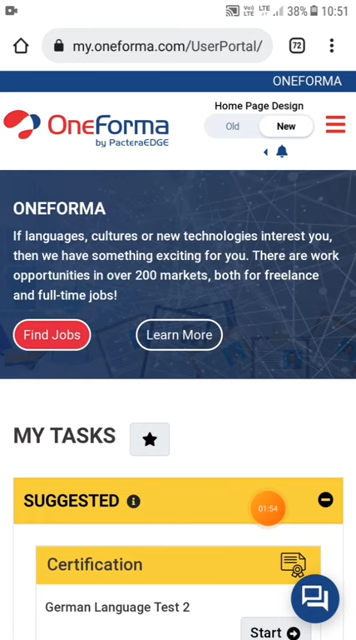 Vo) LTE LTE 38% 10:51
my.oneforma.com/UserPortal/ 72
ONEFORMA
Home Page Design
Old New
OneForma
by PacteraEDGE
ONEFORMA
If languages, cultures or new technologies interest you,
then we have something exciting for you. There are work
opportunities in over 200 markets, both for freelance
and full-time jobs!
Find Jobs Learn More
MY TASKS
SUGGESTED
01:54
Certification
German Language Test 2
Start